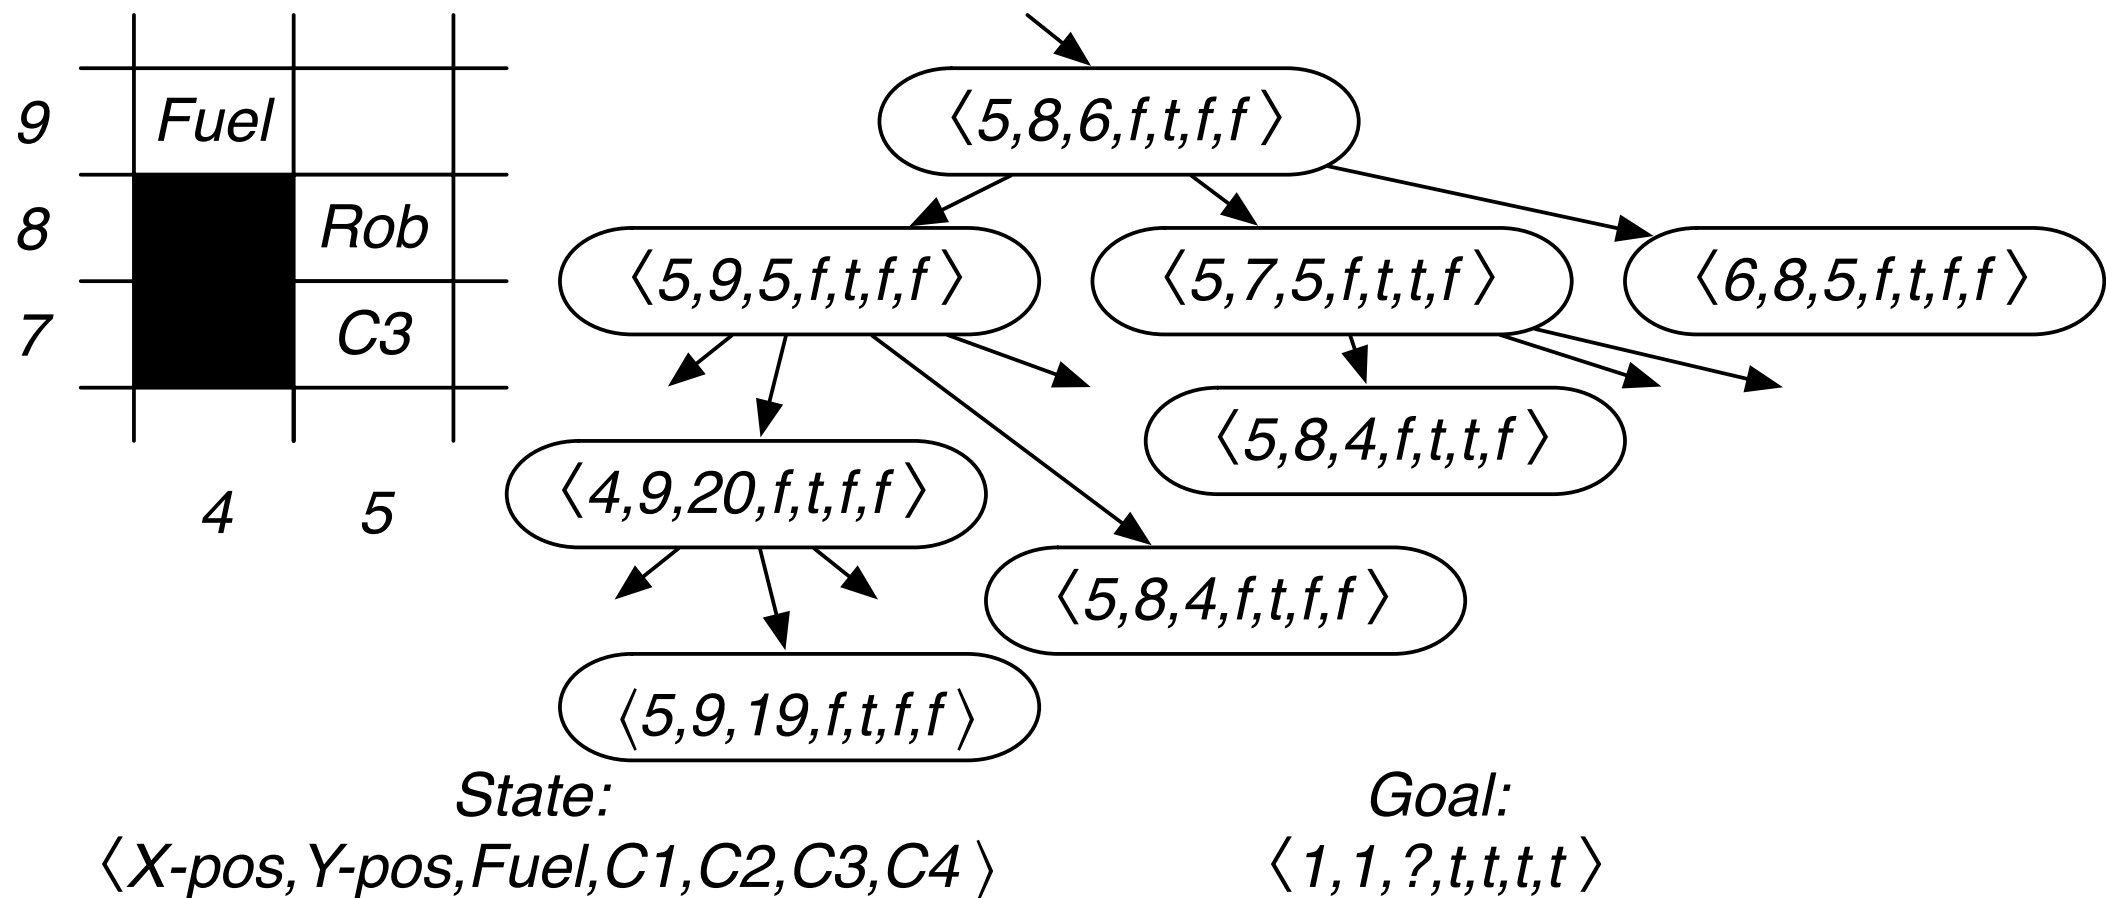 9 Fuel
8 Rob
7 C3
4 5
⟨5,8,6,f,t,f,f⟩
⟨5,9,5,f,t,f,f⟩ ⟨5,7,5,f,t,t,f⟩ ⟨6,8,5,f,t,f,f⟩
⟨5,8,4,f,t,t,f⟩
⟨4,9,20,f,t,f,f⟩
⟨5,8,4,f,t,f,f⟩
⟨5,9,19,f,t,f,f⟩
State:
⟨X-pos,Y-pos,Fuel,C1,C2,C3,C4⟩
Goal:
⟨1,1,?,t,t,t,t⟩